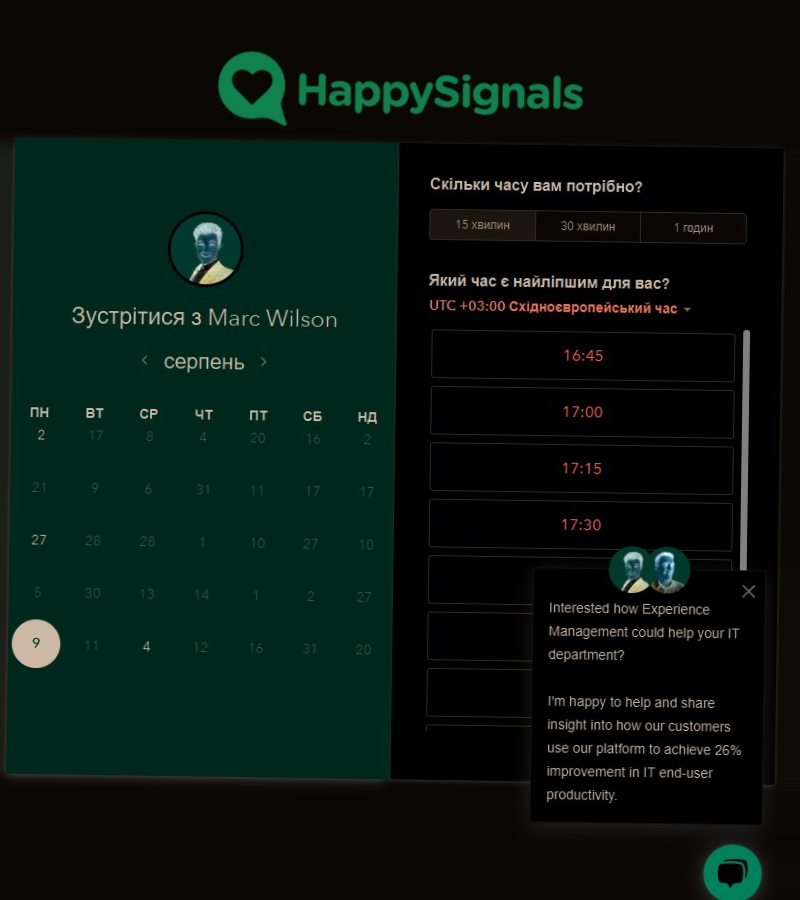 HappySignals
Зустрітися з Marc Wilson
серпень
ПН ВТ СР ЧТ ПТ СБ НД
2 17 8 4 20 16 2
21 9 6 31 11 17 17
27 28 28 1 10 27 10
5 30 13 14 1 2 27
9 11 4 12 16 31 20
Скільки часу вам потрібно?
15 хвилин 30 хвилин 1 годин
Який час є найліпшим для вас?
UTC +03:00 Східноєвропейський час
16:45
17:00
17:15
17:30
Interested how Experience
Management could help your IT
department?
I'm happy to help and share
insight into how our customers
use our platform to achieve 26%
improvement in IT end-user
productivity.